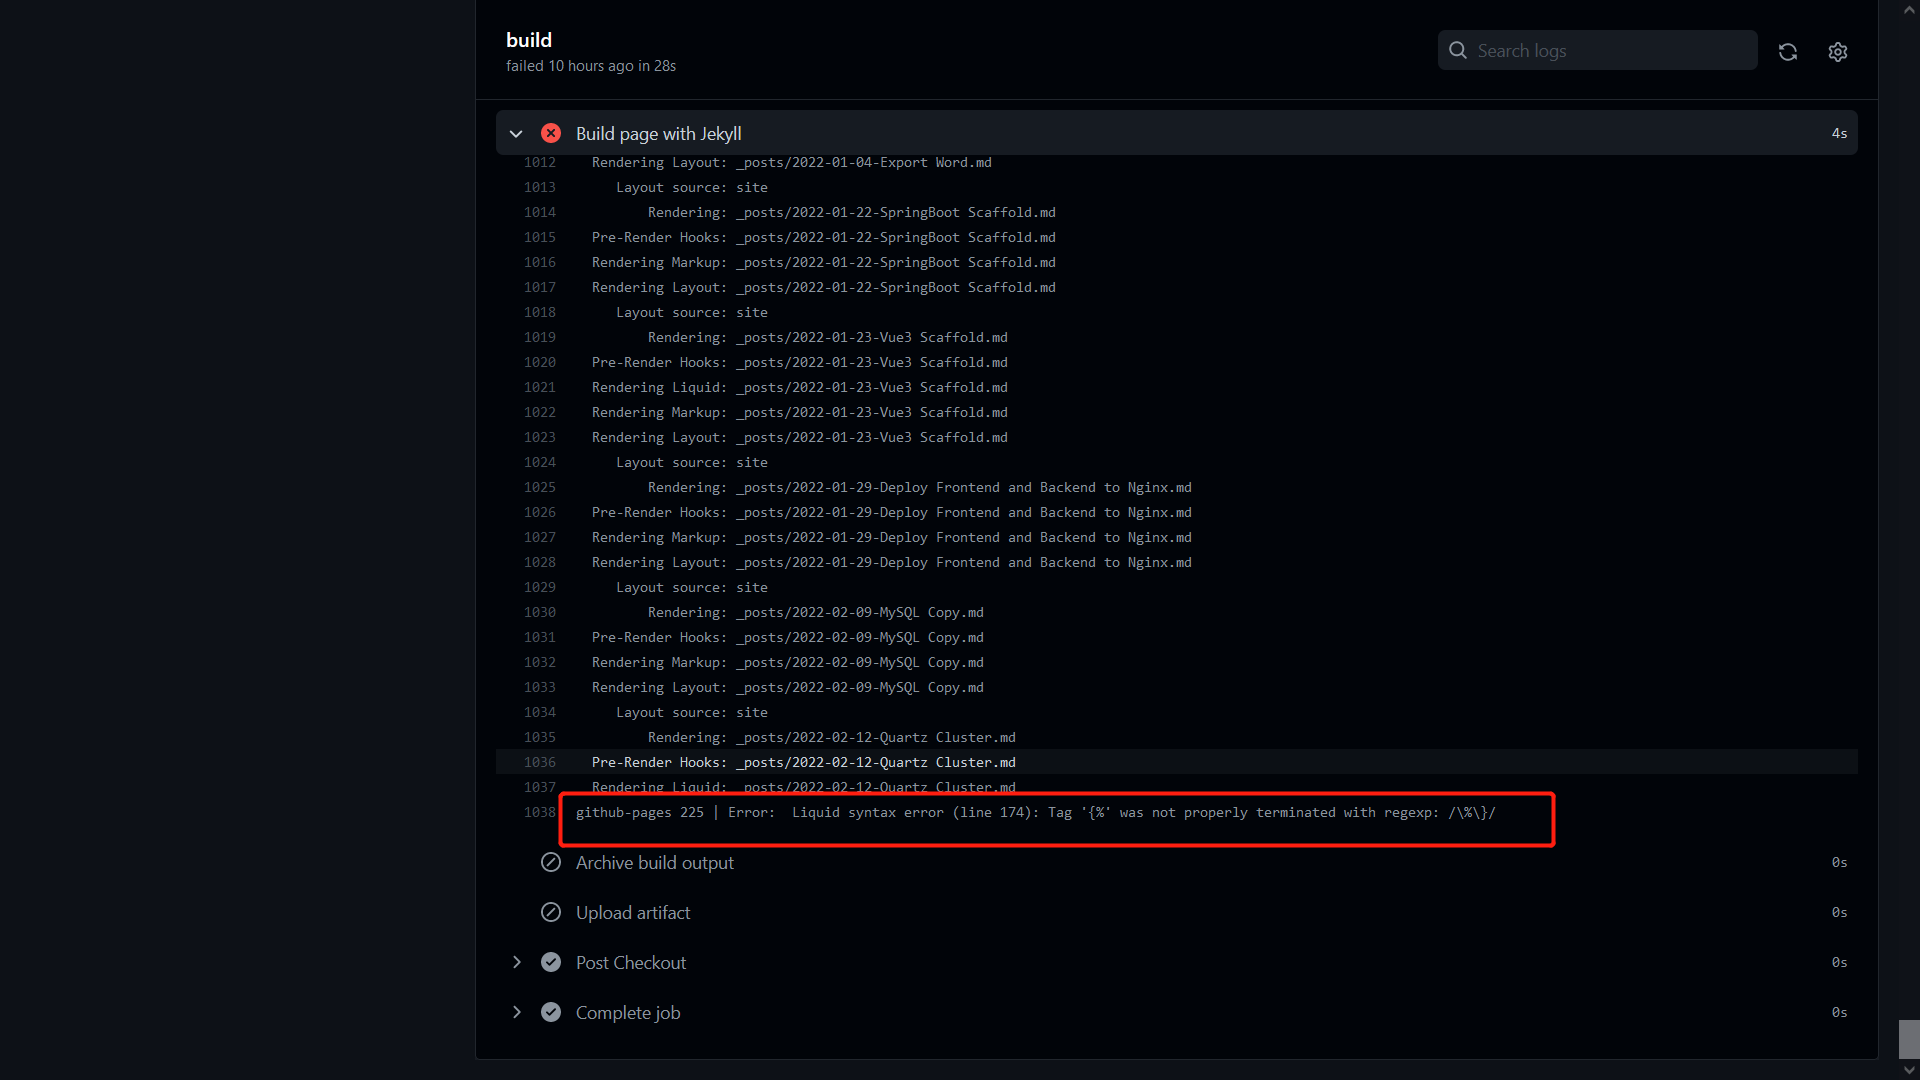 build
failed 10 hours ago in 28s
Search logs
Build page with Jekyll 4s
1012 Rendering Layout: _posts/2022-01-04-Export Word.md
1013 Layout source: site
1014 Rendering: _posts/2022-01-22-SpringBoot Scaffold.md
1015 Pre-Render Hooks: _posts/2022-01-22-SpringBoot Scaffold.md
1016 Rendering Markup: _posts/2022-01-22-SpringBoot Scaffold.md
1017 Rendering Layout: _posts/2022-01-22-SpringBoot Scaffold.md
1018 Layout source: site
1019 Rendering: _posts/2022-01-23-Vue3 Scaffold.md
1020 Pre-Render Hooks: _posts/2022-01-23-Vue3 Scaffold.md
1021 Rendering Liquid: _posts/2022-01-23-Vue3 Scaffold.md
1022 Rendering Markup: _posts/2022-01-23-Vue3 Scaffold.md
1023 Rendering Layout: _posts/2022-01-23-Vue3 Scaffold.md
1024 Layout source: site
1025 Rendering: _posts/2022-01-29-Deploy Frontend and Backend to Nginx.md
1026 Pre-Render Hooks: _posts/2022-01-29-Deploy Frontend and Backend to Nginx.md
1027 Rendering Markup: _posts/2022-01-29-Deploy Frontend and Backend to Nginx.md
1028 Rendering Layout: _posts/2022-01-29-Deploy Frontend and Backend to Nginx.md
1029 Layout source: site
1030 Rendering: _posts/2022-02-09-MySQL Copy.md
1031 Pre-Render Hooks: _posts/2022-02-09-MySQL Copy.md
1032 Rendering Markup: _posts/2022-02-09-MySQL Copy.md
1033 Rendering Layout: _posts/2022-02-09-MySQL Copy.md
1034 Layout source: site
1035 Rendering: _posts/2022-02-12-Quartz Cluster.md
1036 Pre-Render Hooks: _posts/2022-02-12-Quartz Cluster.md
1037 Rendering Liquid: _posts/2022-02-12-Quartz Cluster.md
1038 github-pages 225 | Error:  Liquid syntax error (line 174): Tag '{%' was not properly terminated with regexp: /\%\}/
Archive build output 0s
Upload artifact 0s
Post Checkout 0s
Complete job 0s